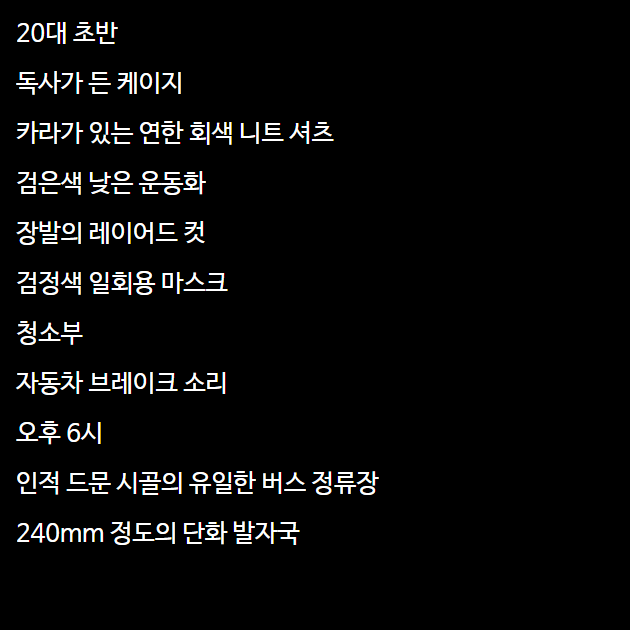 20대 초반
독사가 든 케이지
카라가 있는 연한 회색 니트 셔츠
검은색 낮은 운동화
장발의 레이어드 컷
검정색 일회용 마스크
청소부
자동차 브레이크 소리
오후 6시
인적 드문 시골의 유일한 버스 정류장
240mm 정도의 단화 발자국